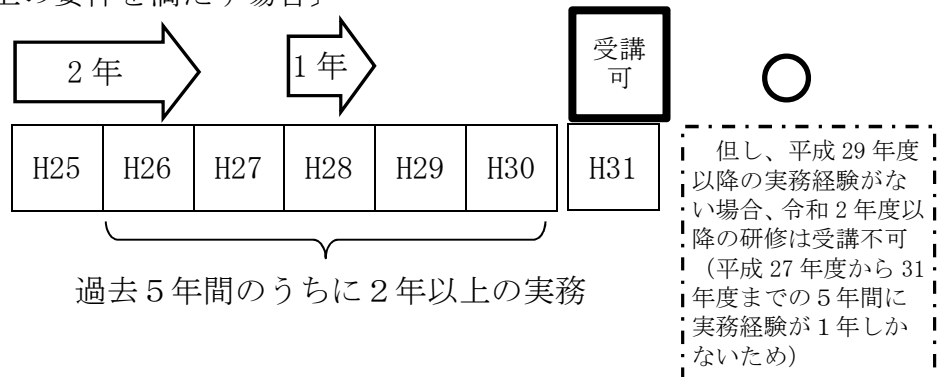 上の要件を満たす場合」
2年 1年 受講
可 ○
H25 H26 H27 H28 H29 H30 H31
過去5年間のうちに2年以上の実務
但し、平成29年度
以降の実務経験がな
い場合、令和2年度以
降の研修は受講不可
(平成27年度から31
年度までの5年間に
実務経験が1年しか
ないため)